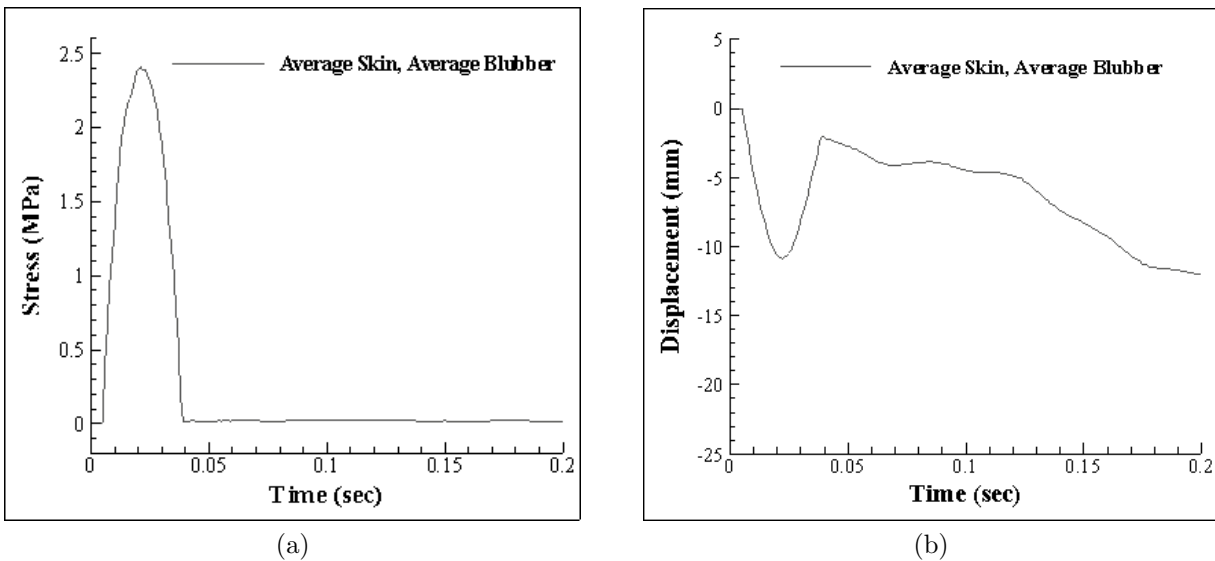 2.5
2
1.5
1
0.5
0
Stress (MPa)
Average Skin, Average Blubber
0
0.05
0.1
0.15
0.2
Time (sec)
(a)
5
0
-5
-10
-15
-20
-25
Displacement (mm)
Average Skin, Average Blubber
0
0.05
0.1
0.15
0.2
Time (sec)
(b)